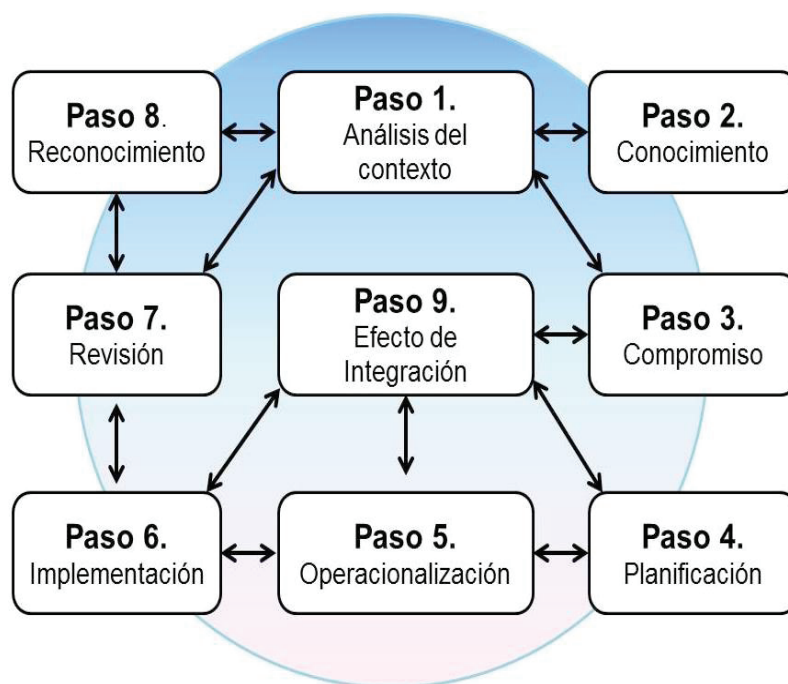 Paso 8.
Reconocimiento
Paso 1.
Análisis del
contexto
Paso 2.
Conocimiento
Paso 7.
Revisión
Paso 9.
Efecto de
Integración
Paso 3.
Compromiso
Paso 6.
Implementación
Paso 5.
Operacionalización
Paso 4.
Planificación